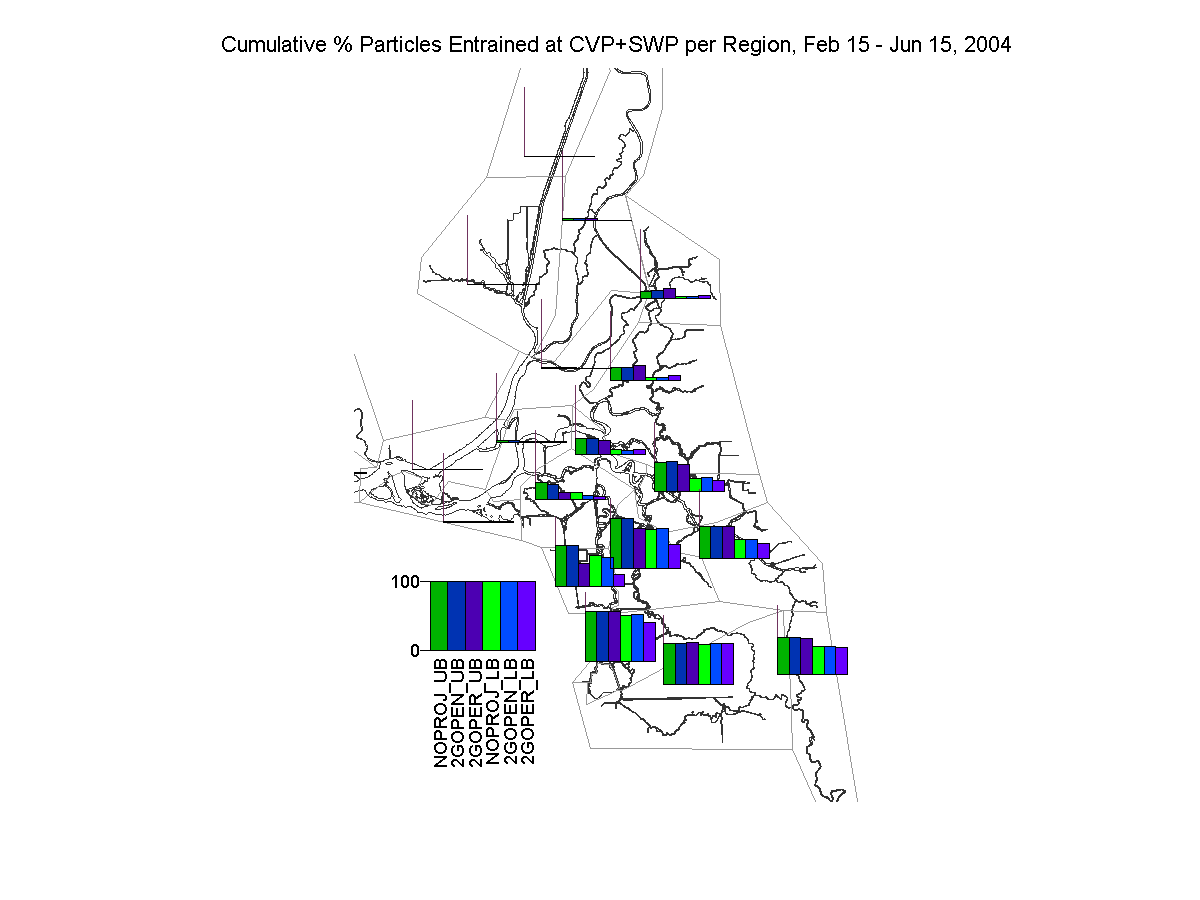 Cumulative % Particles Entrained at CVP+SWP per Region, Feb 15 - Jun 15, 2004
100
0
NOPROJ_UB
2GOPEN_UB
2GOPER_UB
NOPROJ_LB
2GOPEN_LB
2GOPER_LB